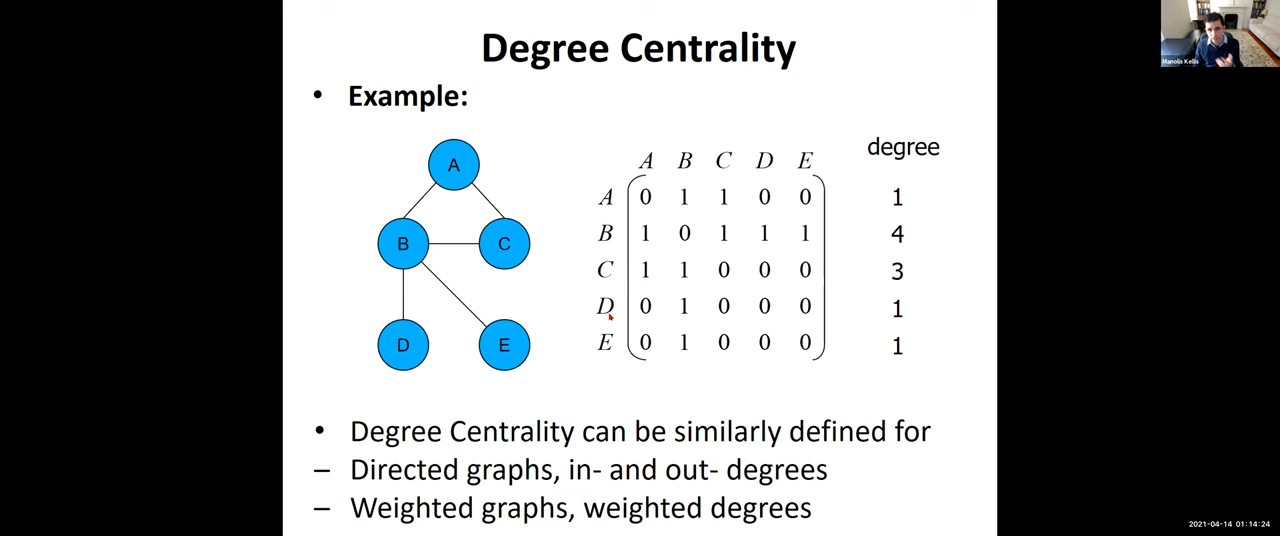 Degree Centrality
Manolis Kellis
• Example:
degree
A B C D E
A 0 1 1 0 0 1
B 1 0 1 1 1 4
C 1 1 0 0 0 3
D 0 1 0 0 0 1
E 0 1 0 0 0 1
A
B C
D E
• Degree Centrality can be similarly defined for
– Directed graphs, in- and out- degrees
– Weighted graphs, weighted degrees
2021-04-14 01:14:24